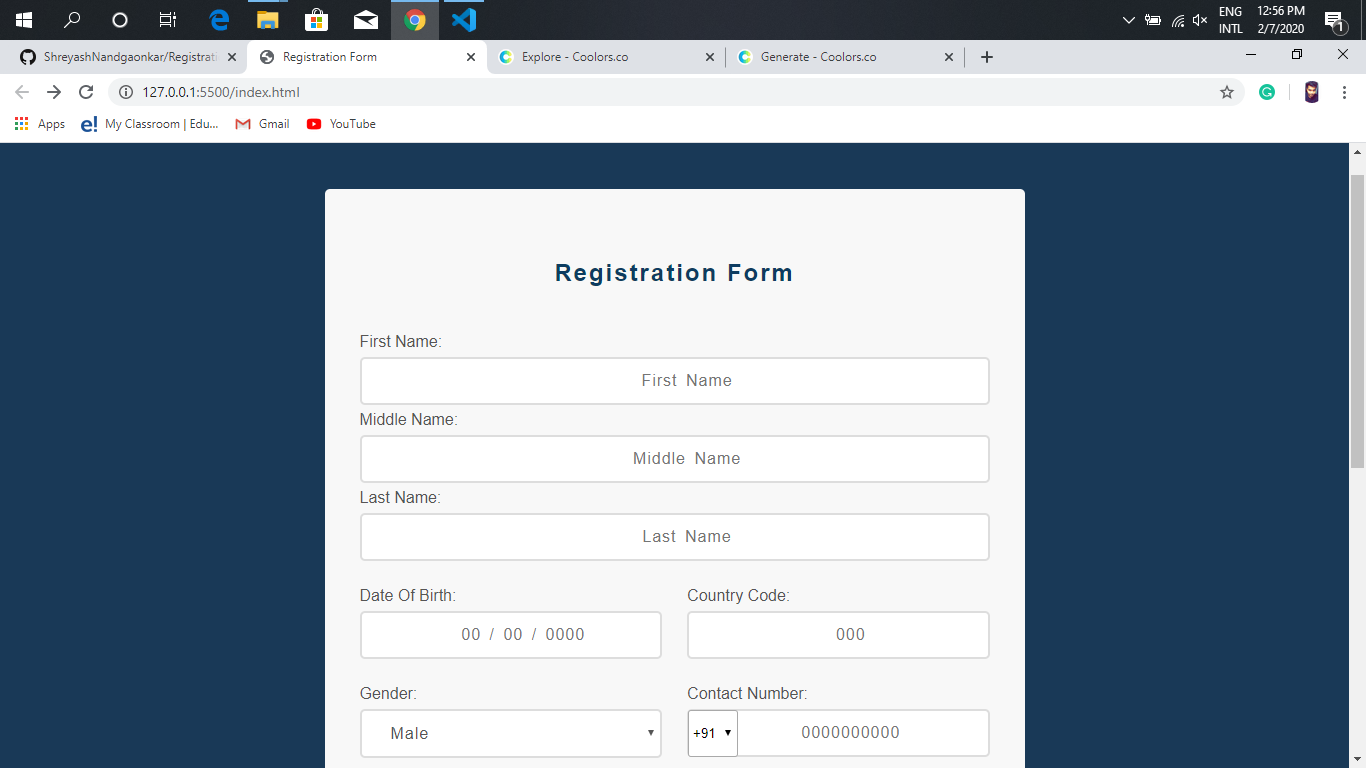 ENG 12:56 PM
INTL 2/7/2020
1
ShreyashNandgaonkar/Registrati
Registration Form
Explore - Coolors.co
Generate - Coolors.co
127.0.0.1:5500/index.html
Apps
e! My Classroom | Edu...
Gmail
YouTube
Registration Form
First Name:
First Name
Middle Name:
Middle Name
Last Name:
Last Name
Date Of Birth: Country Code:
00 / 00 / 0000 000
Gender: Contact Number:
Male +91 0000000000